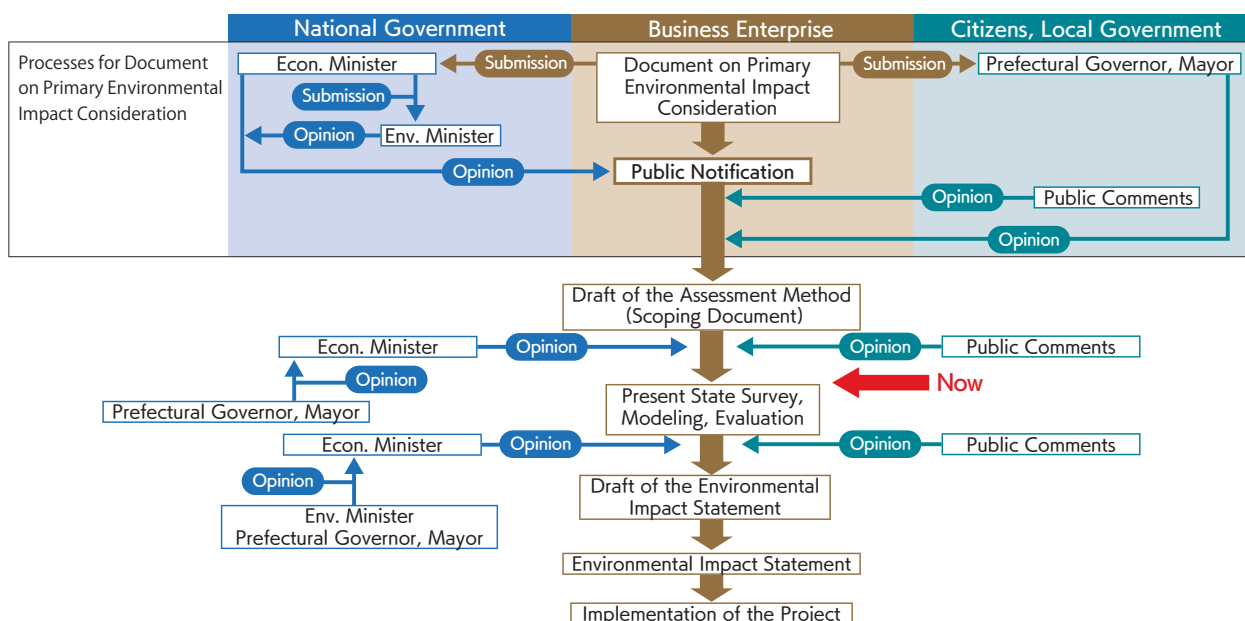 National Government
Business Enterprise
Citizens, Local Government
Processes for Document
on Primary Environmental
Impact Consideration
Econ. Minister
Submission
Document on Primary
Environmental Impact
Consideration
Submission
Prefectural Governor, Mayor
Submission
Opinion
Env. Minister
Opinion
Public Notification
Opinion
Public Comments
Opinion
Draft of the Assessment Method
(Scoping Document)
Econ. Minister
Opinion
Opinion
Public Comments
Opinion
Now
Prefectural Governor, Mayor
Present State Survey,
Modeling, Evaluation
Econ. Minister
Opinion
Opinion
Public Comments
Opinion
Draft of the Environmental
Impact Statement
Env. Minister
Prefectural Governor, Mayor
Environmental Impact Statement
Implementation of the Project